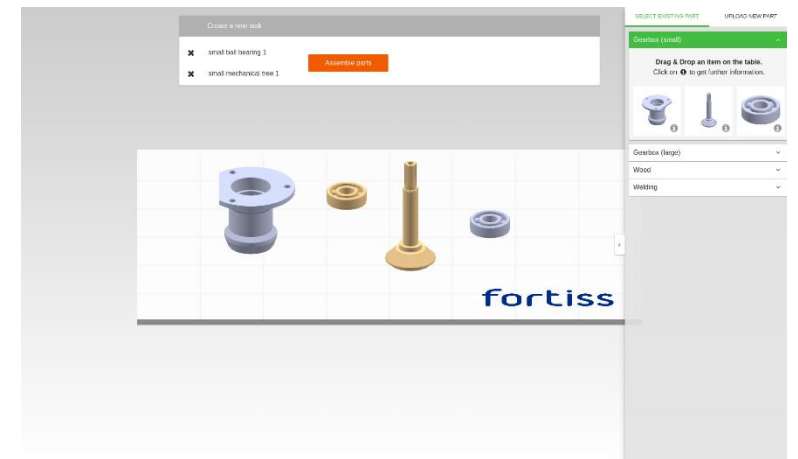 Create a new task
small ball bearing 1
small mechanical tree 1
Assemble parts
fortiss
SELECT EXISTING PART
UPLOAD NEW PART
Gearbox (small)
Drag & Drop an item on the table.
Click on ℹ to get further information.
Gearbox (large)
Wood
Welding